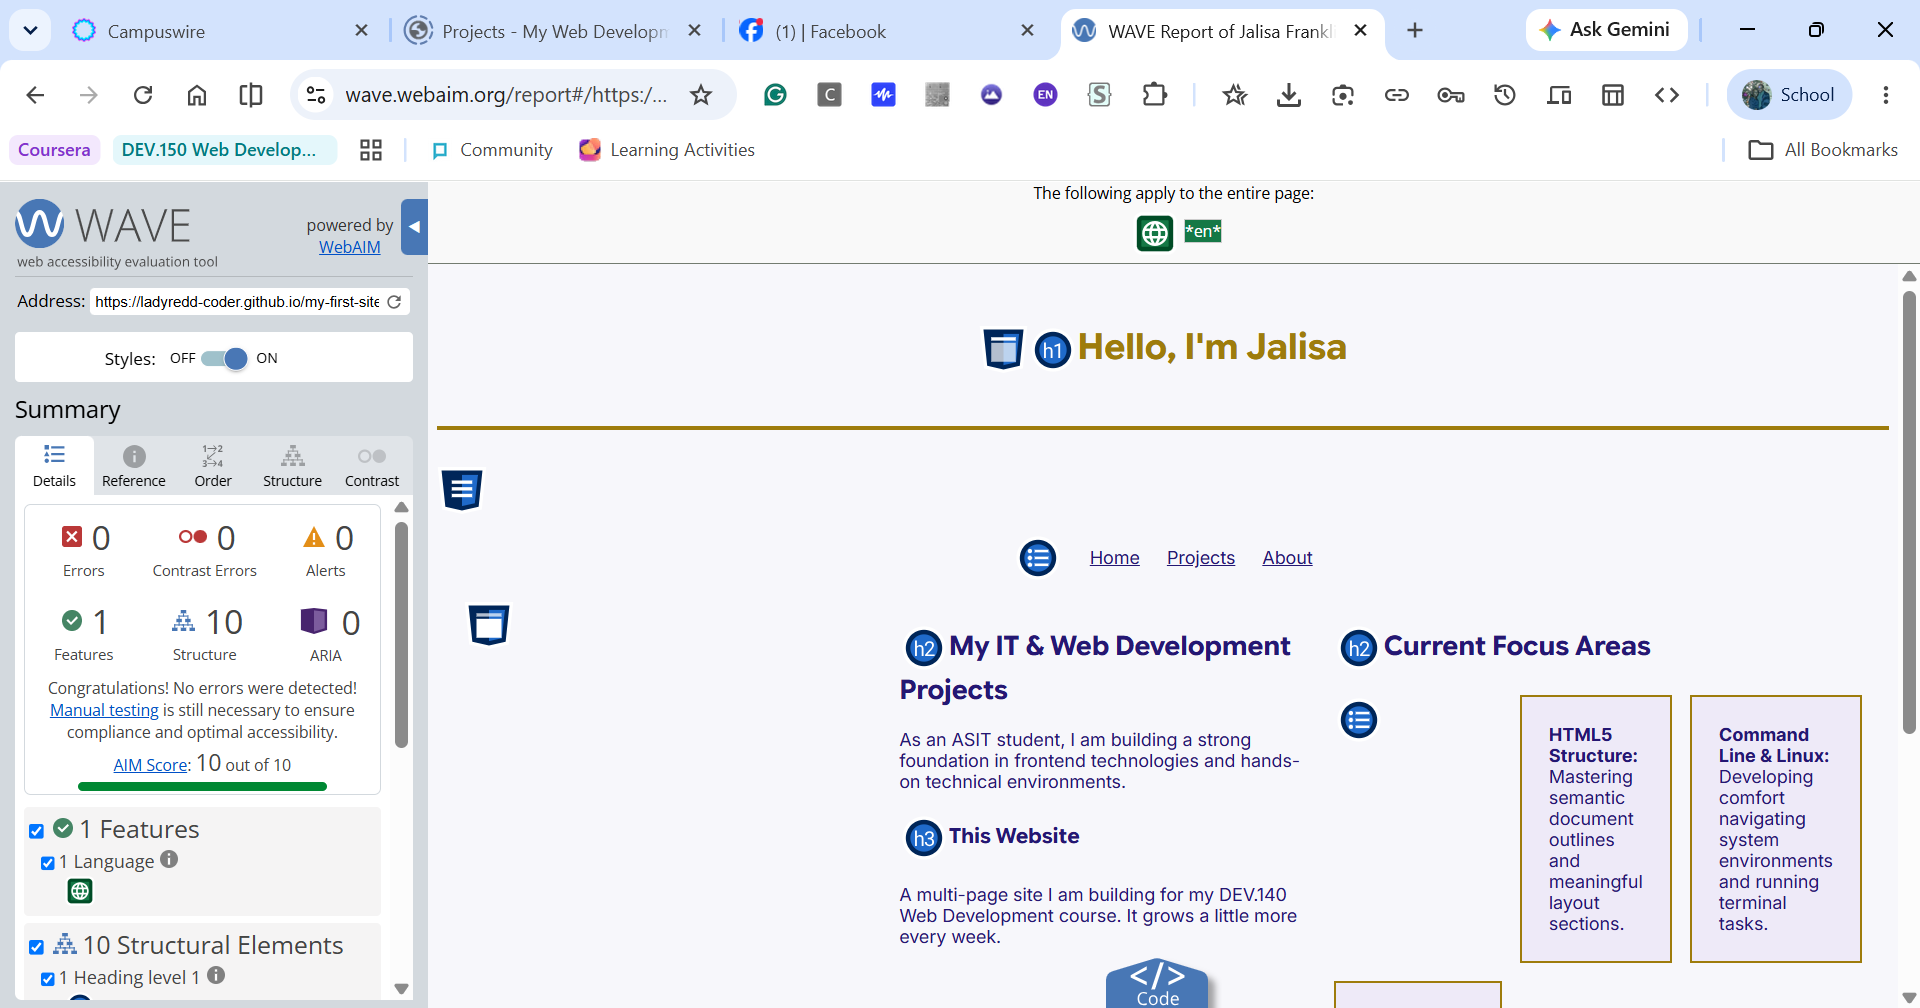 Campuswire
Projects - My Web Developm
(1) | Facebook
WAVE Report of Jalisa Frankli
Ask Gemini
wave.webaim.org/report#/https:/...
School
Coursera
DEV.150 Web Develop...
Community
Learning Activities
All Bookmarks
WAVE
web accessibility evaluation tool
powered by
WebAIM
Address: https://ladyredd-coder.github.io/my-first-site
Styles: OFF ON
Summary
Details
Reference
Order
Structure
Contrast
0 Errors
0 Contrast Errors
0 Alerts
1 Features
10 Structure
0 ARIA
Congratulations! No errors were detected!
Manual testing is still necessary to ensure
compliance and optimal accessibility.
AIM Score: 10 out of 10
1 Features
1 Language
10 Structural Elements
1 Heading level 1
The following apply to the entire page:
*en*
h1 Hello, I'm Jalisa
Home Projects About
h2 My IT & Web Development
Projects
As an ASIT student, I am building a strong
foundation in frontend technologies and hands-
on technical environments.
h3 This Website
A multi-page site I am building for my DEV.140
Web Development course. It grows a little more
every week.
</>
Code
h2 Current Focus Areas
HTML5
Structure:
Mastering
semantic
document
outlines
and
meaningful
layout
sections.
Command
Line & Linux:
Developing
comfort
navigating
system
environments
and running
terminal
tasks.